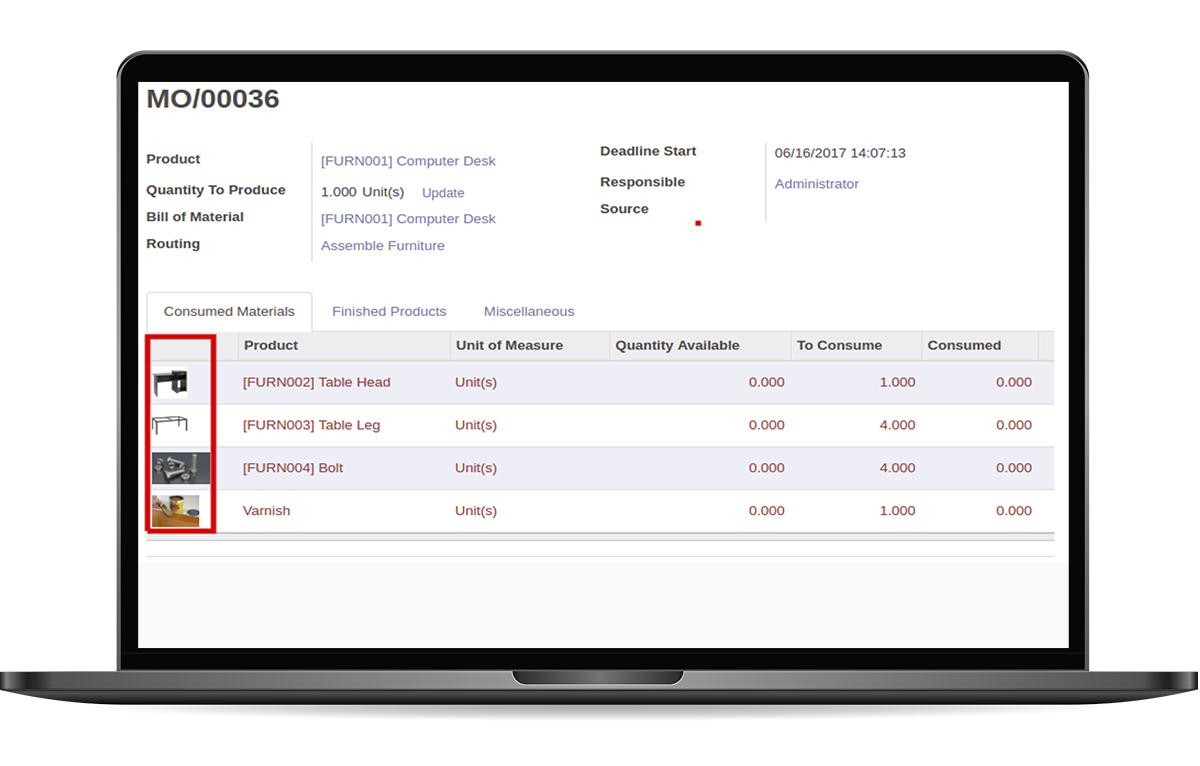 MO/00036
Product [FURN001] Computer Desk
Quantity To Produce 1.000 Unit(s) Update
Bill of Material [FURN001] Computer Desk
Routing Assemble Furniture
Deadline Start 06/16/2017 14:07:13
Responsible Administrator
Source
Consumed Materials Finished Products Miscellaneous
Product Unit of Measure Quantity Available To Consume Consumed
[FURN002] Table Head Unit(s) 0.000 1.000 0.000
[FURN003] Table Leg Unit(s) 0.000 4.000 0.000
[FURN004] Bolt Unit(s) 0.000 4.000 0.000
Varnish Unit(s) 0.000 1.000 0.000